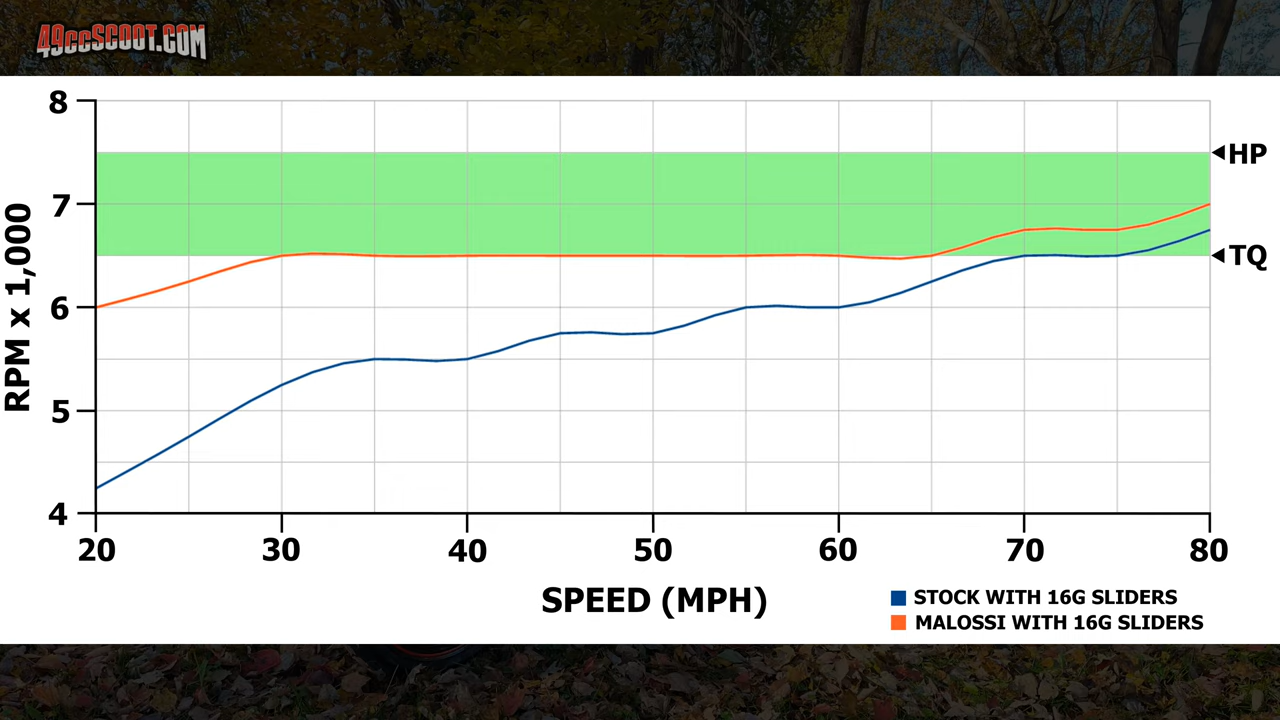 49ccSCOOT.COM
8
HP
7
TQ
6
5
4
RPM x 1,000
20 30 40 50 60 70 80
SPEED (MPH)
STOCK WITH 16G SLIDERS
MALOSSI WITH 16G SLIDERS